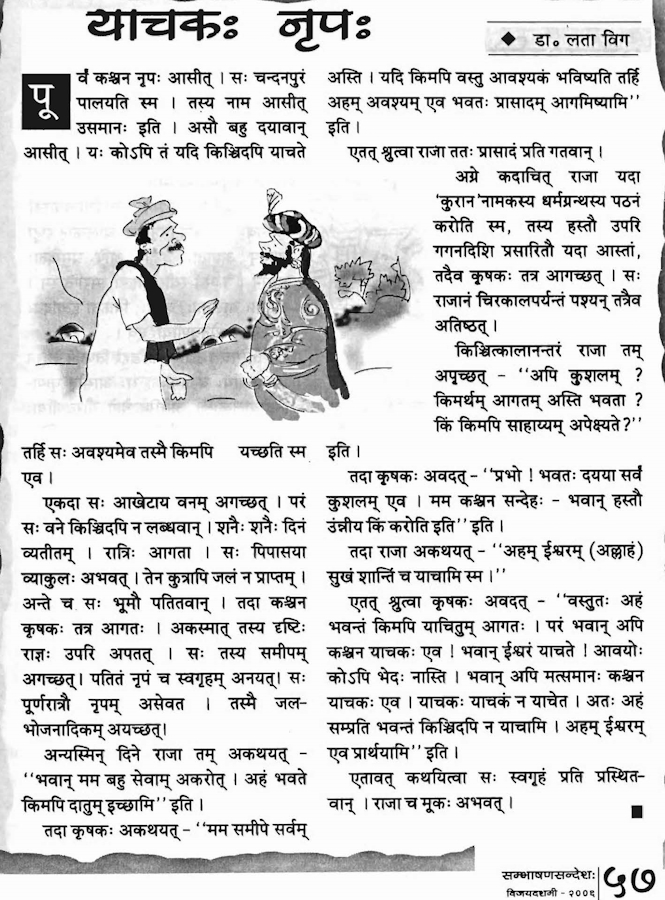 याचकः नृपः
◆ डा॰ लता विग
पूर्वं कश्चन नृपः आसीत् । सः चन्दनपुरं
पालयति स्म । तस्य नाम आसीत्
उसमानः इति । असौ बहु दयावान्
आसीत् । यः कोऽपि तं यदि किञ्चिदपि याचते
तर्हि सः अवश्यमेव तस्मै किमपि यच्छति स्म
एव ।
एकदा सः आखेटाय वनम् अगच्छत् । परं
सः वने किञ्चिदपि न लब्धवान् । शनैः शनैः दिनं
व्यतीतम् । रात्रिः आगता । सः पिपासया
व्याकुलः अभवत् । तेन कुत्रापि जलं न प्राप्तम् ।
अन्ते च सः भूमौ पतितवान् । तदा कश्चन
कृषकः तत्र आगतः । अकस्मात् तस्य दृष्टिः
राज्ञः उपरि अपतत् । सः तस्य समीपम्
अगच्छत्। पतितं नृपं च स्वगृहम् अनयत्। सः
पूर्णरात्रौ नृपम् असेवत । तस्मै जल-
भोजनादिकम् अयच्छत्।
अन्यस्मिन् दिने राजा तम् अकथयत् -
‘‘भवान् मम बहु सेवाम् अकरोत् । अहं भवते
किमपि दातुम् इच्छामि’’ इति ।
तदा कृषकः अकथयत् - ‘‘मम समीपे सर्वम्
अस्ति । यदि किमपि वस्तु आवश्यकं भविष्यति तर्हि
अहम् अवश्यम् एव भवतः प्रासादम् आगमिष्यामि’’
इति ।
एतत् श्रुत्वा राजा ततः प्रासादं प्रति गतवान् ।
अग्रे कदाचित् राजा यदा
‘कुरान’नामकस्य धर्मग्रन्थस्य पठनं
करोति स्म, तस्य हस्तौ उपरि
गगनदिशि प्रसारितौ यदा आस्तां,
तदैव कृषकः तत्र आगच्छत् । सः
राजानं चिरकालपर्यन्तं पश्यन् तत्रैव
अतिष्ठत् ।
किञ्चित्कालानन्तरं राजा तम्
अपृच्छत् - ‘‘अपि कुशलम् ?
किमर्थम् आगतम् अस्ति भवता ?
किं किमपि साहाय्यम् अपेक्ष्यते?’’
इति ।
तदा कृषकः अवदत् - ‘‘प्रभो ! भवतः दयया सर्वं
कुशलम् एव । मम कश्चन सन्देहः - भवान् हस्तौ
उन्नीय किं करोति इति’’ इति ।
तदा राजा अकथयत् - ‘‘अहम् ईश्वरम् (अल्लाहं)
सुखं शान्तिं च याचामि स्म ।’’
एतत् श्रुत्वा कृषकः अवदत् - ‘‘वस्तुतः अहं
भवन्तं किमपि याचितुम् आगतः । परं भवान् अपि
कश्चन याचकः एव ! भवान् ईश्वरं याचते ! आवयोः
कोऽपि भेदः नास्ति । भवान् अपि मत्समानः कश्चन
याचकः एव । याचकः याचकं न याचेत । अतः अहं
सम्प्रति भवन्तं किञ्चिदपि न याचामि । अहम् ईश्वरम्
एव प्रार्थयामि’’ इति ।
एतावत् कथयित्वा सः स्वगृहं प्रति प्रस्थित-
वान् । राजा च मूकः अभवत् ।
सम्भाषणसन्देशः
विजयदशमी - २००६
५७